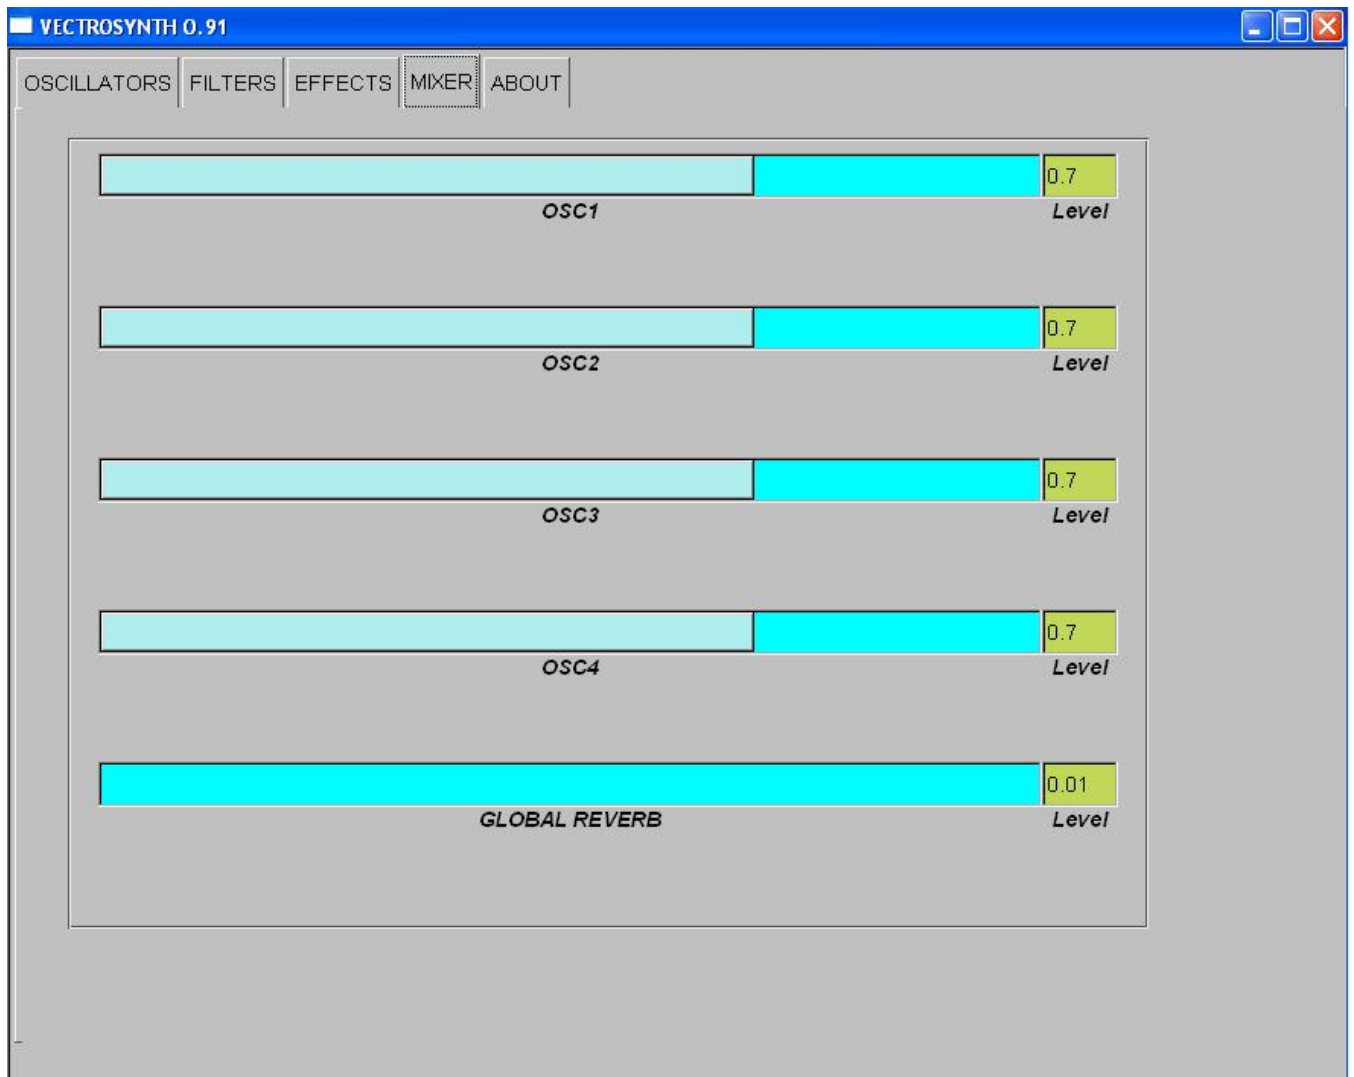 VECTROSYNTH 0.91
OSCILLATORS FILTERS EFFECTS MIXER ABOUT
0.7
OSC1 Level
0.7
OSC2 Level
0.7
OSC3 Level
0.7
OSC4 Level
0.01
GLOBAL REVERB Level